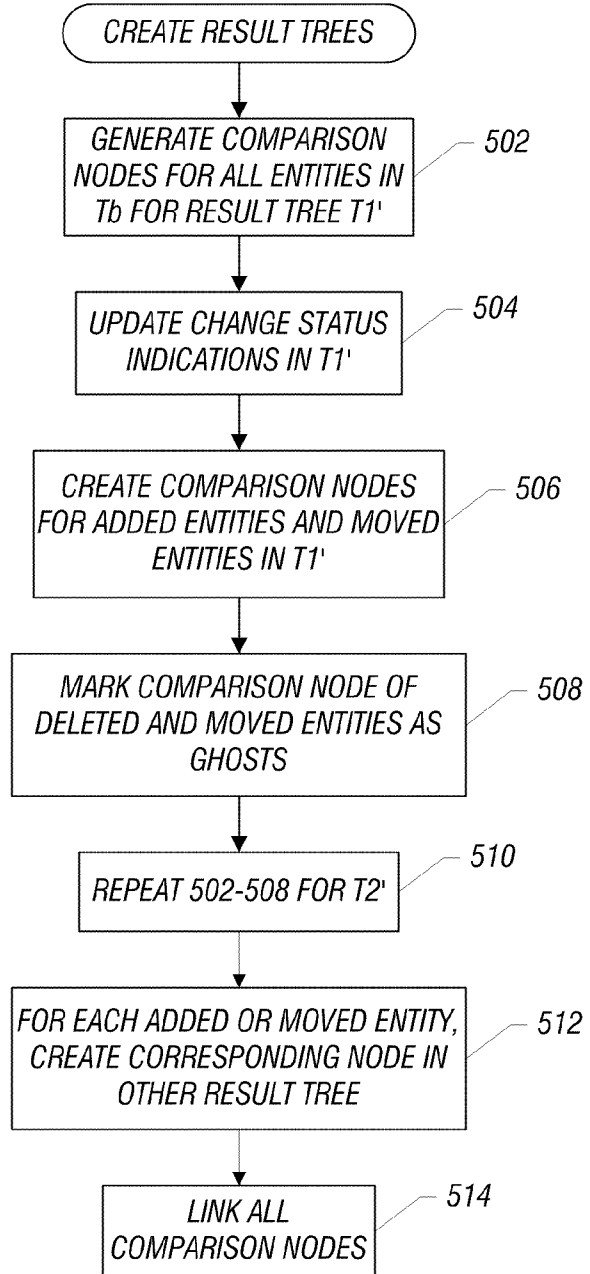 CREATE RESULT TREES
GENERATE COMPARISON
NODES FOR ALL ENTITIES IN
Tb FOR RESULT TREE T1'
502
UPDATE CHANGE STATUS
INDICATIONS IN T1'
504
CREATE COMPARISON NODES
FOR ADDED ENTITIES AND MOVED
ENTITIES IN T1'
506
MARK COMPARISON NODE OF
DELETED AND MOVED ENTITIES AS
GHOSTS
508
REPEAT 502-508 FOR T2'
510
FOR EACH ADDED OR MOVED ENTITY,
CREATE CORRESPONDING NODE IN
OTHER RESULT TREE
512
LINK ALL
COMPARISON NODES
514